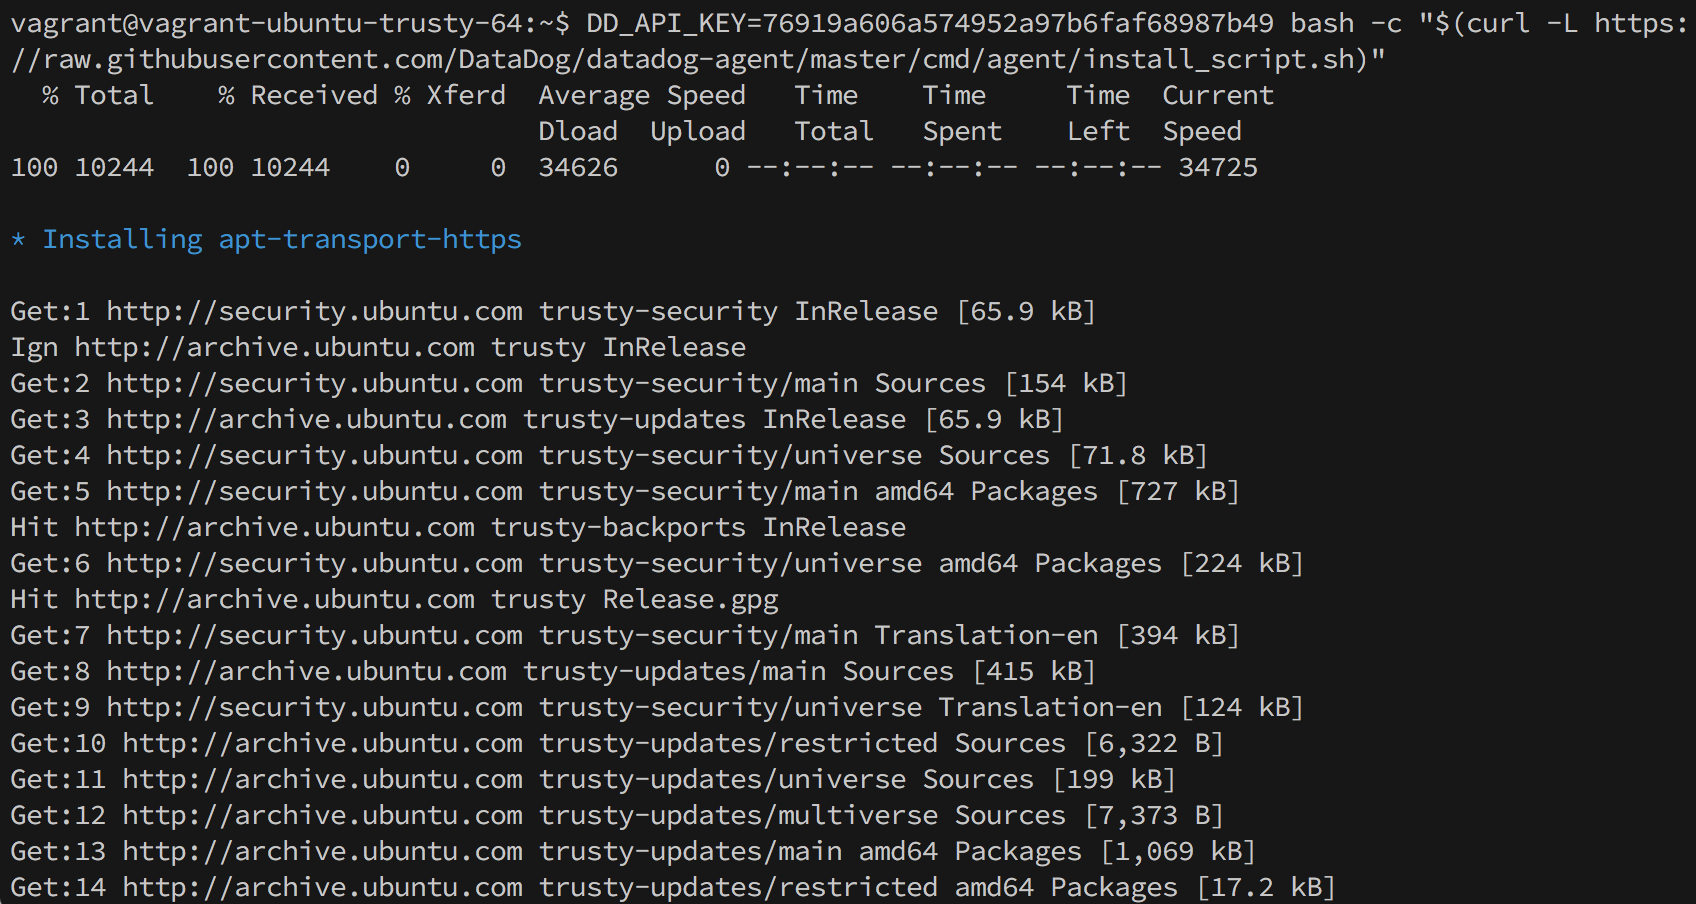 vagrant@vagrant-ubuntu-trusty-64:~$ DD_API_KEY=76919a606a574952a97b6faf68987b49 bash -c "$(curl -L https:
//raw.githubusercontent.com/DataDog/datadog-agent/master/cmd/agent/install_script.sh)"
  % Total    % Received % Xferd  Average Speed   Time    Time     Time  Current
                                 Dload  Upload   Total   Spent    Left  Speed
100 10244  100 10244    0     0  34626      0 --:--:-- --:--:-- --:--:-- 34725
* Installing apt-transport-https
Get:1 http://security.ubuntu.com trusty-security InRelease [65.9 kB]
Ign http://archive.ubuntu.com trusty InRelease
Get:2 http://security.ubuntu.com trusty-security/main Sources [154 kB]
Get:3 http://archive.ubuntu.com trusty-updates InRelease [65.9 kB]
Get:4 http://security.ubuntu.com trusty-security/universe Sources [71.8 kB]
Get:5 http://security.ubuntu.com trusty-security/main amd64 Packages [727 kB]
Hit http://archive.ubuntu.com trusty-backports InRelease
Get:6 http://security.ubuntu.com trusty-security/universe amd64 Packages [224 kB]
Hit http://archive.ubuntu.com trusty Release.gpg
Get:7 http://security.ubuntu.com trusty-security/main Translation-en [394 kB]
Get:8 http://archive.ubuntu.com trusty-updates/main Sources [415 kB]
Get:9 http://security.ubuntu.com trusty-security/universe Translation-en [124 kB]
Get:10 http://archive.ubuntu.com trusty-updates/restricted Sources [6,322 B]
Get:11 http://archive.ubuntu.com trusty-updates/universe Sources [199 kB]
Get:12 http://archive.ubuntu.com trusty-updates/multiverse Sources [7,373 B]
Get:13 http://archive.ubuntu.com trusty-updates/main amd64 Packages [1,069 kB]
Get:14 http://archive.ubuntu.com trusty-updates/restricted amd64 Packages [17.2 kB]